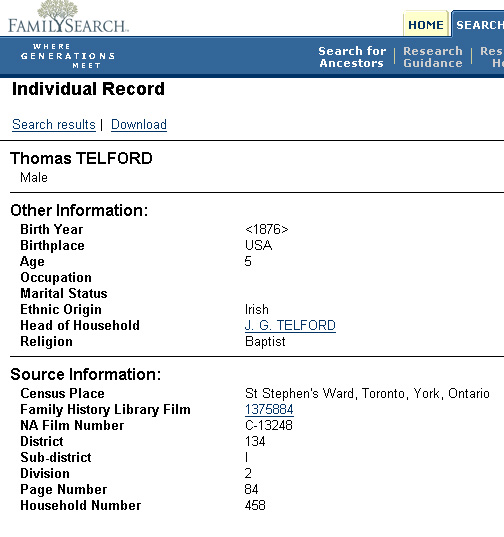 FAMILYSEARCH.
HOME
SEARCH
WHERE
GENERATIONS
MEET
Search for Ancestors | Research Guidance |
Individual Record
Search results | Download
Thomas TELFORD
Male
Other Information:
Birth Year <1876>
Birthplace USA
Age 5
Occupation
Marital Status
Ethnic Origin Irish
Head of Household J. G. TELFORD
Religion Baptist
Source Information:
Census Place St Stephen's Ward, Toronto, York, Ontario
Family History Library Film 1375884
NA Film Number C-13248
District 134
Sub-district I
Division 2
Page Number 84
Household Number 458